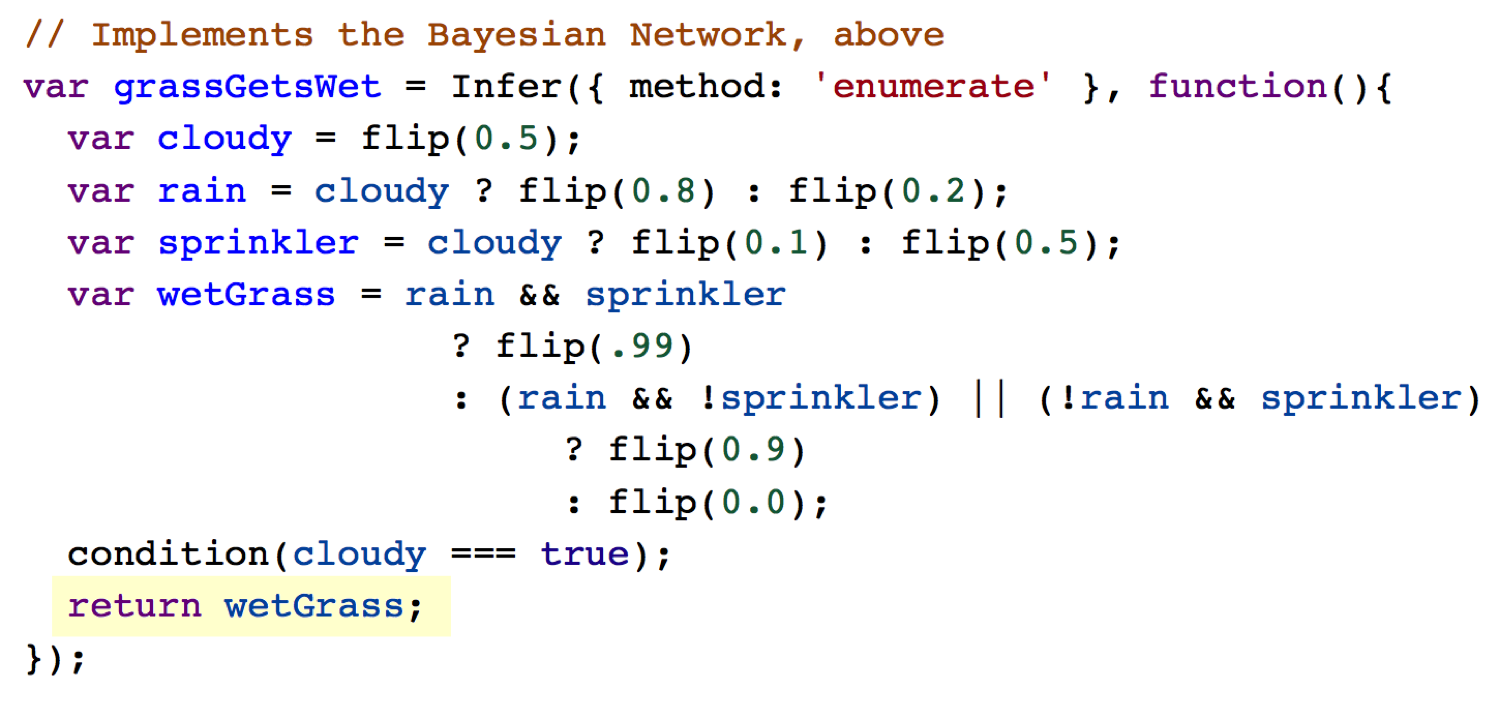 // Implements the Bayesian Network, above
var grassGetsWet = Infer({ method: 'enumerate' }, function(){
  var cloudy = flip(0.5);
  var rain = cloudy ? flip(0.8) : flip(0.2);
  var sprinkler = cloudy ? flip(0.1) : flip(0.5);
  var wetGrass = rain && sprinkler
                   ? flip(.99)
                   : (rain && !sprinkler) || (!rain && sprinkler)
                        ? flip(0.9)
                        : flip(0.0);
  condition(cloudy === true);
  return wetGrass;
});